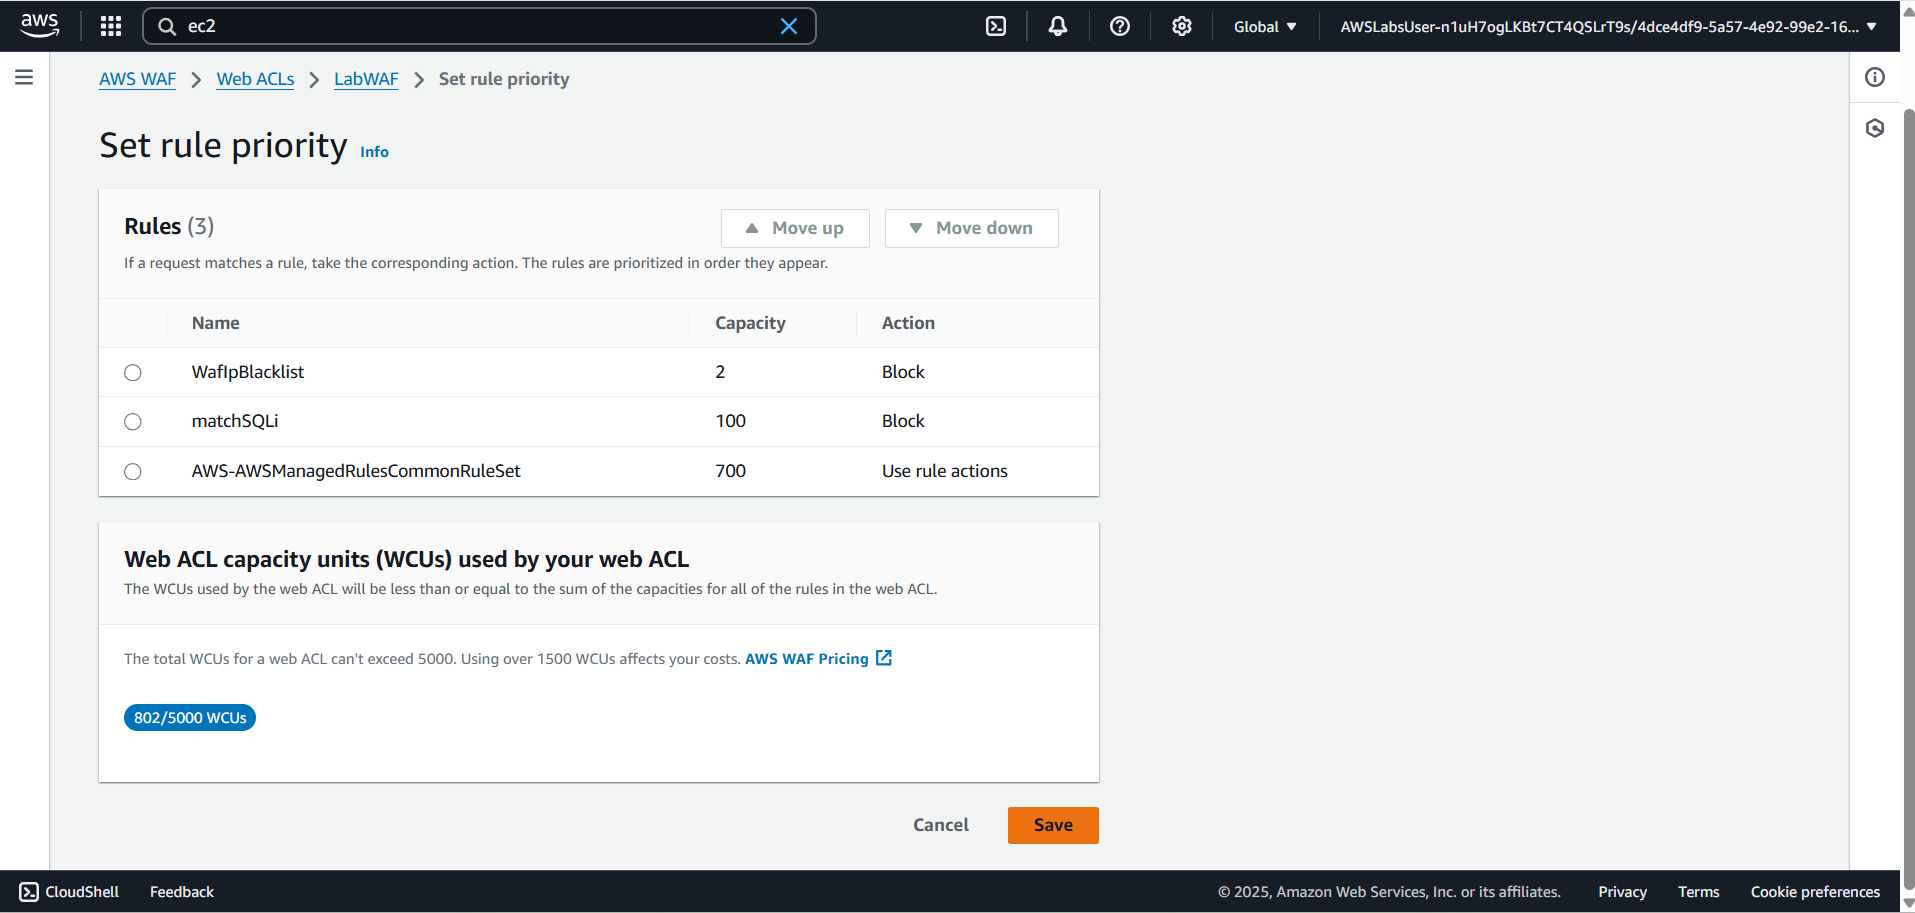 aws
ec2
Global
AWSLabsUser-n1uH7ogLKBt7CT4QSLrT9s/4dce4df9-5a57-4e92-99e2-16...
AWS WAF > Web ACLs > LabWAF > Set rule priority
Set rule priority Info
Rules (3)
Move up
Move down
If a request matches a rule, take the corresponding action. The rules are prioritized in order they appear.
Name Capacity Action
WafIpBlacklist 2 Block
matchSQLi 100 Block
AWS-AWSManagedRulesCommonRuleSet 700 Use rule actions
Web ACL capacity units (WCUs) used by your web ACL
The WCUs used by the web ACL will be less than or equal to the sum of the capacities for all of the rules in the web ACL.
The total WCUs for a web ACL can't exceed 5000. Using over 1500 WCUs affects your costs. AWS WAF Pricing
802/5000 WCUs
Cancel
Save
CloudShell Feedback
© 2025, Amazon Web Services, Inc. or its affiliates. Privacy Terms Cookie preferences